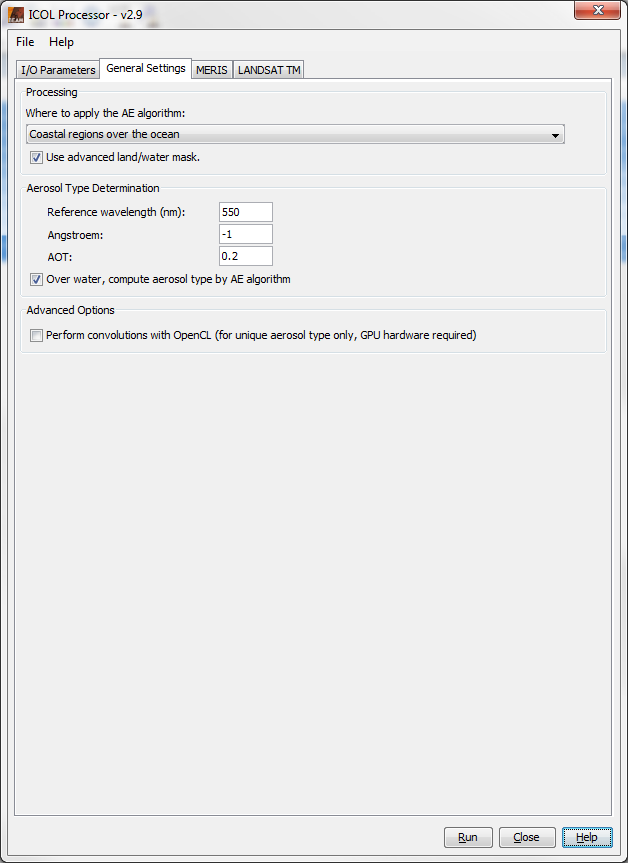 ICOL Processor - v2.9
File Help
I/O Parameters General Settings MERIS LANDSAT TM
Processing
Where to apply the AE algorithm:
Coastal regions over the ocean
Use advanced land/water mask.
Aerosol Type Determination
Reference wavelength (nm): 550
Angstroem: -1
AOT: 0.2
Over water, compute aerosol type by AE algorithm
Advanced Options
Perform convolutions with OpenCL (for unique aerosol type only, GPU hardware required)
Run Close Help